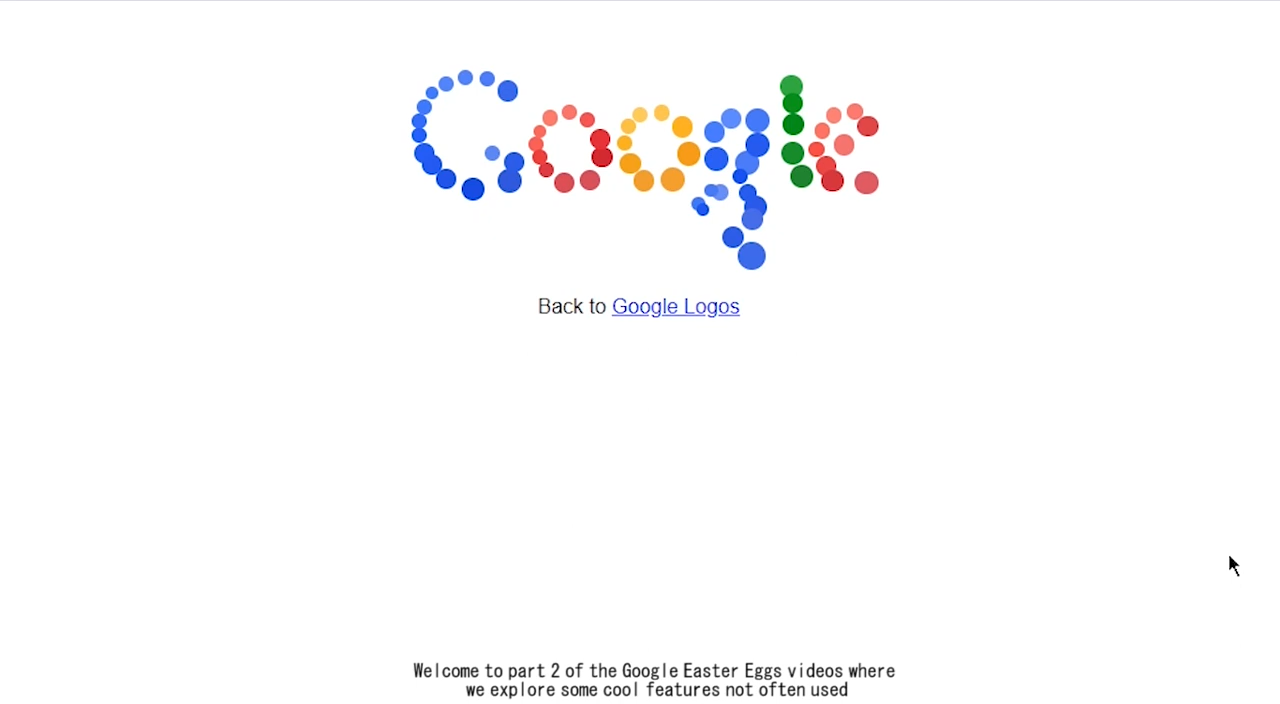 Google
Back to Google Logos
Welcome to part 2 of the Google Easter Eggs videos where
we explore some cool features not often used